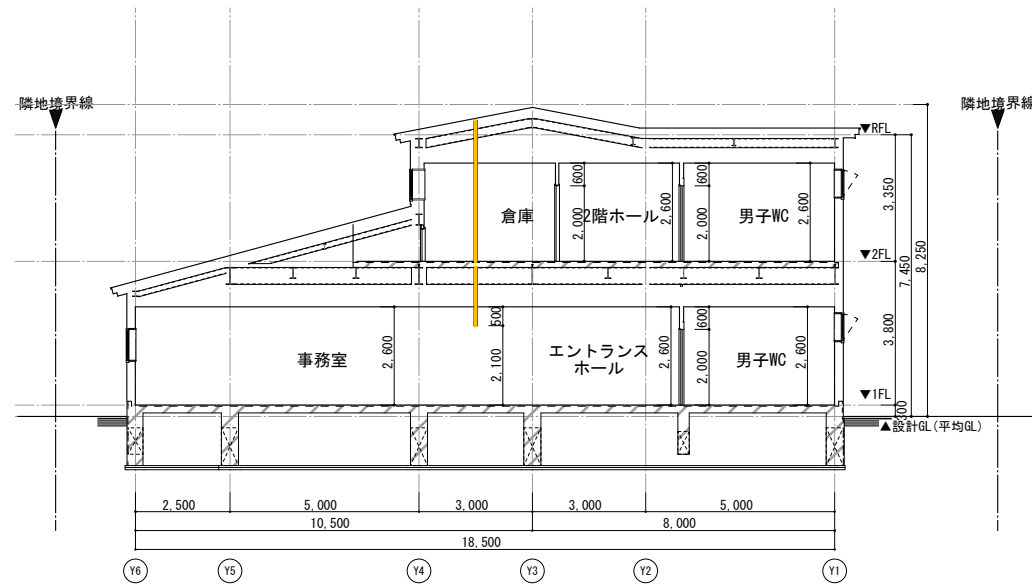 隣地境界線
隣地境界線
▼RFL
倉庫
2階ホール
男子WC
600
2,000
2,600
600
2,000
2,600
3,350
7,450
8,250
▼2FL
事務室
エントランス
ホール
男子WC
2,600
500
2,100
2,600
600
2,000
2,600
3,800
▼1FL
300
▲設計GL(平均GL)
2,500
5,000
3,000
3,000
5,000
10,500
8,000
18,500
Y6
Y5
Y4
Y3
Y2
Y1